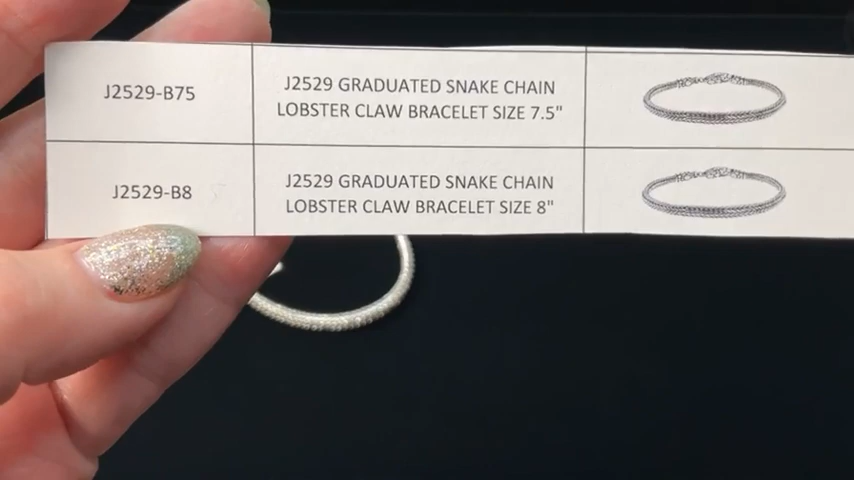 J2529-B75
J2529 GRADUATED SNAKE CHAIN
LOBSTER CLAW BRACELET SIZE 7.5"
J2529-B8
J2529 GRADUATED SNAKE CHAIN
LOBSTER CLAW BRACELET SIZE 8"